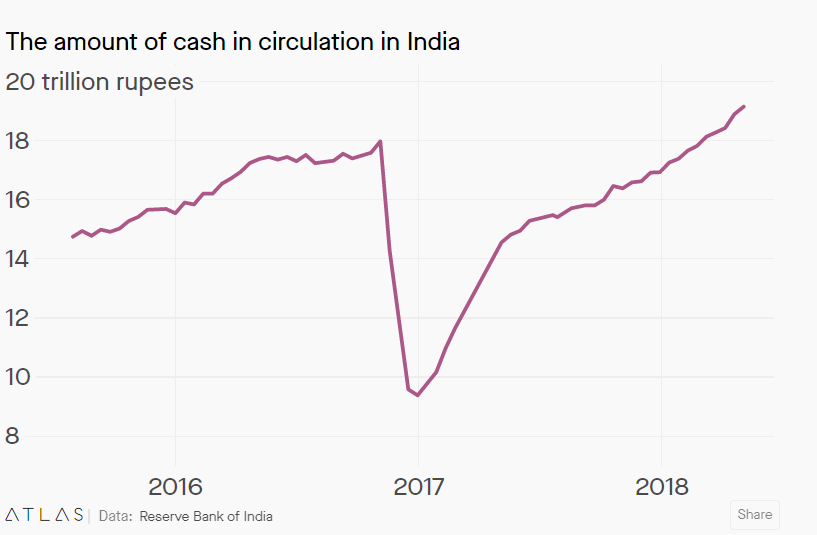 The amount of cash in circulation in India
20 trillion rupees
18
16
14
12
10
8
2016 2017 2018
ATLAS | Data: Reserve Bank of India Share